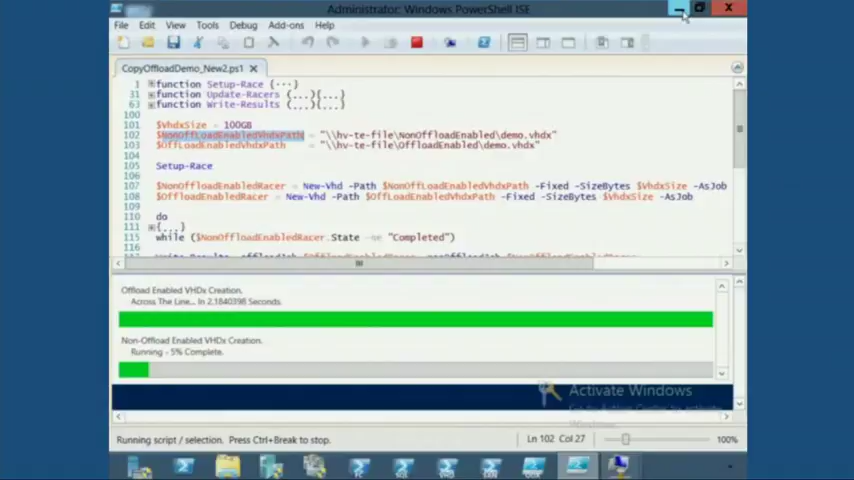 Administrator: Windows PowerShell ISE
File Edit View Tools Debug Add-ons Help
CopyOffloadDemo_New2.ps1
1 function Setup-Race {...}
31 function Update-Racers {...}{...}
63 function Write-Results {...}{...}
100
101 $VhdxSize = 100GB
102 $NonOffLoadEnabledVhdxPath = "\\hv-te-file\NonOffloadEnabled\demo.vhdx"
103 $OffLoadEnabledVhdxPath = "\\hv-te-file\OffloadEnabled\demo.vhdx"
105 Setup-Race
107 $NonOffloadEnabledRacer = New-Vhd -Path $NonOffLoadEnabledVhdxPath -Fixed -SizeBytes $VhdxSize -AsJob
108 $OffloadEnabledRacer = New-Vhd -Path $OffLoadEnabledVhdxPath -Fixed -SizeBytes $VhdxSize -AsJob
110 do
111 {...}
115 while ($NonOffloadEnabledRacer.State -ne "Completed")
116
Offload Enabled VHDx Creation.
Across The Line... In 2.1840398 Seconds.
Non-Offload Enabled VHDx Creation.
Running - 5% Complete.
Activate Windows
Running script / selection. Press Ctrl+Break to stop.
Ln 102 Col 27
100%